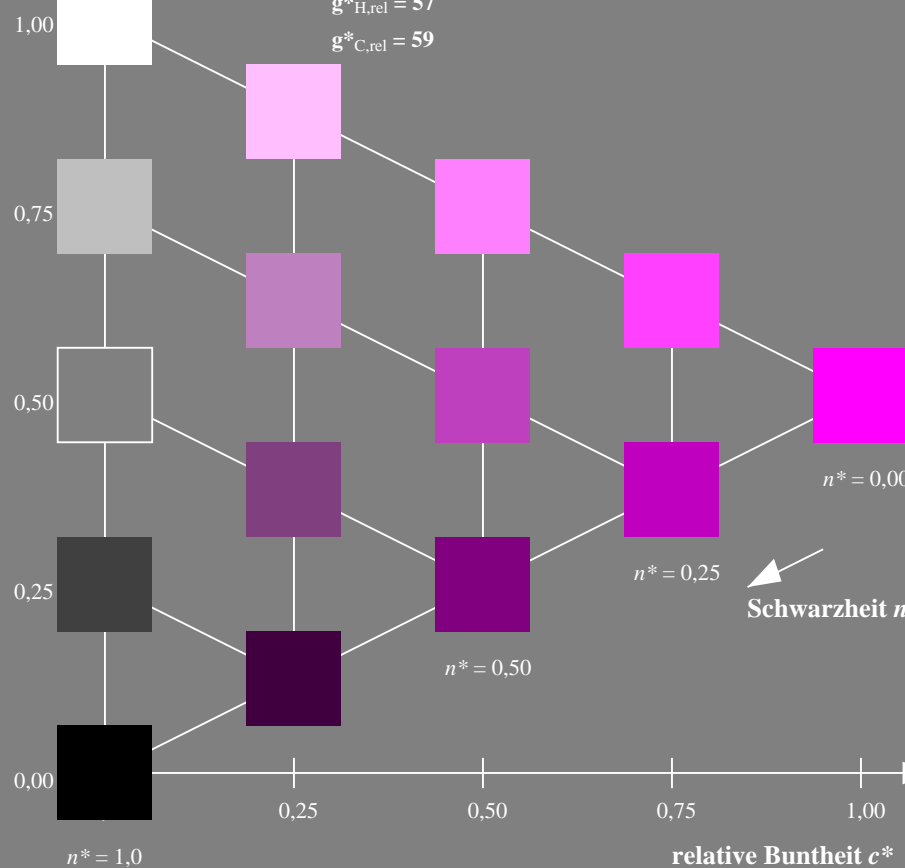 g*H,rel = 57
1,00
g*C,rel = 59
0,75
0,50
n* = 0,00
0,25
n* = 0,25
Schwarzheit n
n* = 0,50
0,00
0,25 0,50 0,75 1,00
n* = 1,0
relative Buntheit c*